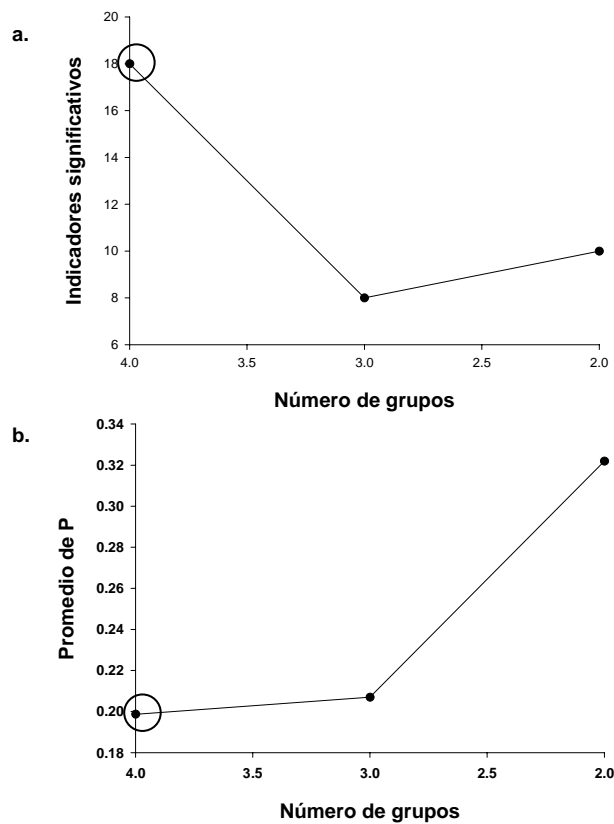 a.
Indicadores significativos
20
18
16
14
12
10
8
6
4.0 3.5 3.0 2.5 2.0
Número de grupos
b.
Promedio de P
0.34
0.32
0.30
0.28
0.26
0.24
0.22
0.20
0.18
4.0 3.5 3.0 2.5 2.0
Número de grupos